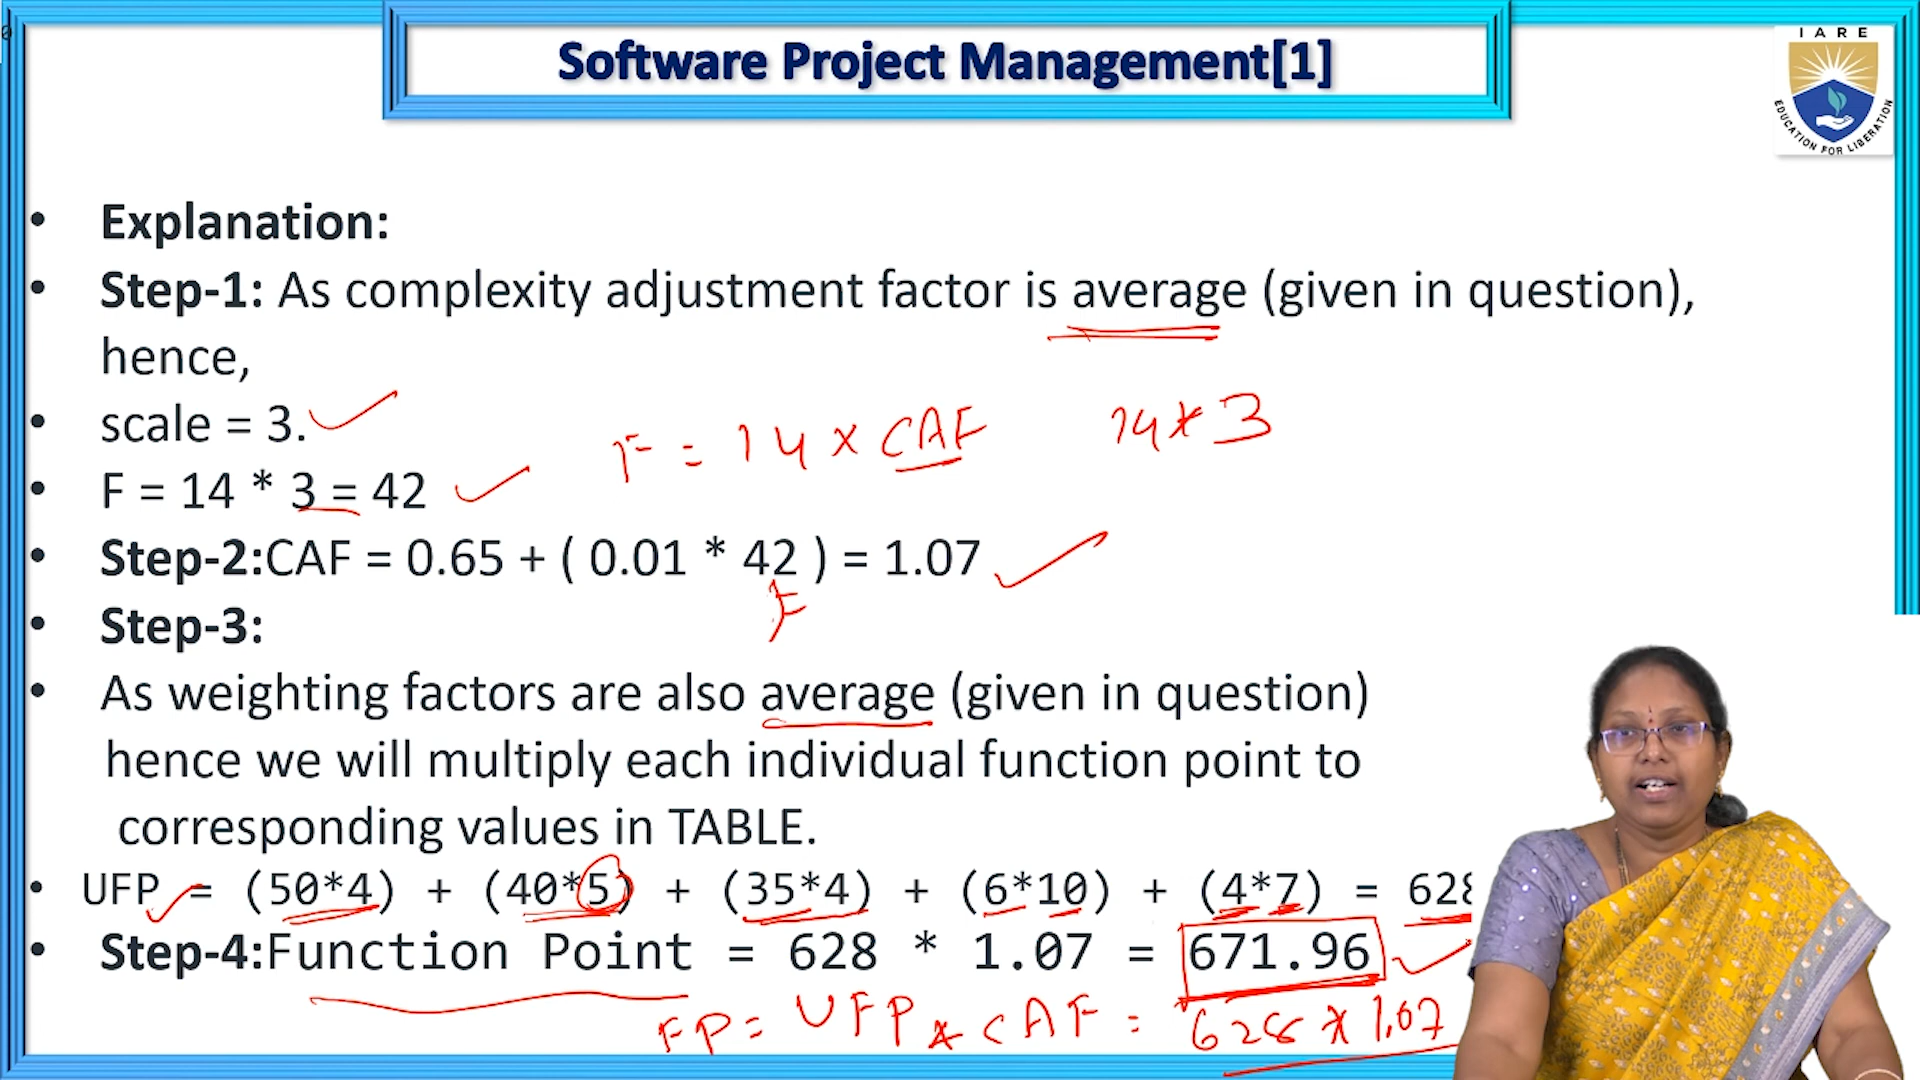 Software Project Management[1]
IARE
EDUCATION FOR LIBERATION
• Explanation:
• Step-1: As complexity adjustment factor is average (given in question),
hence,
• scale = 3.
F = 14 x CAF 14*3
• F = 14 * 3 = 42
• Step-2:CAF = 0.65 + ( 0.01 * 42 ) = 1.07
F
• Step-3:
• As weighting factors are also average (given in question)
hence we will multiply each individual function point to
corresponding values in TABLE.
• UFP = (50*4) + (40*5) + (35*4) + (6*10) + (4*7) = 628
• Step-4:Function Point = 628 * 1.07 = 671.96
FP = UFP * CAF = 628 * 1.07